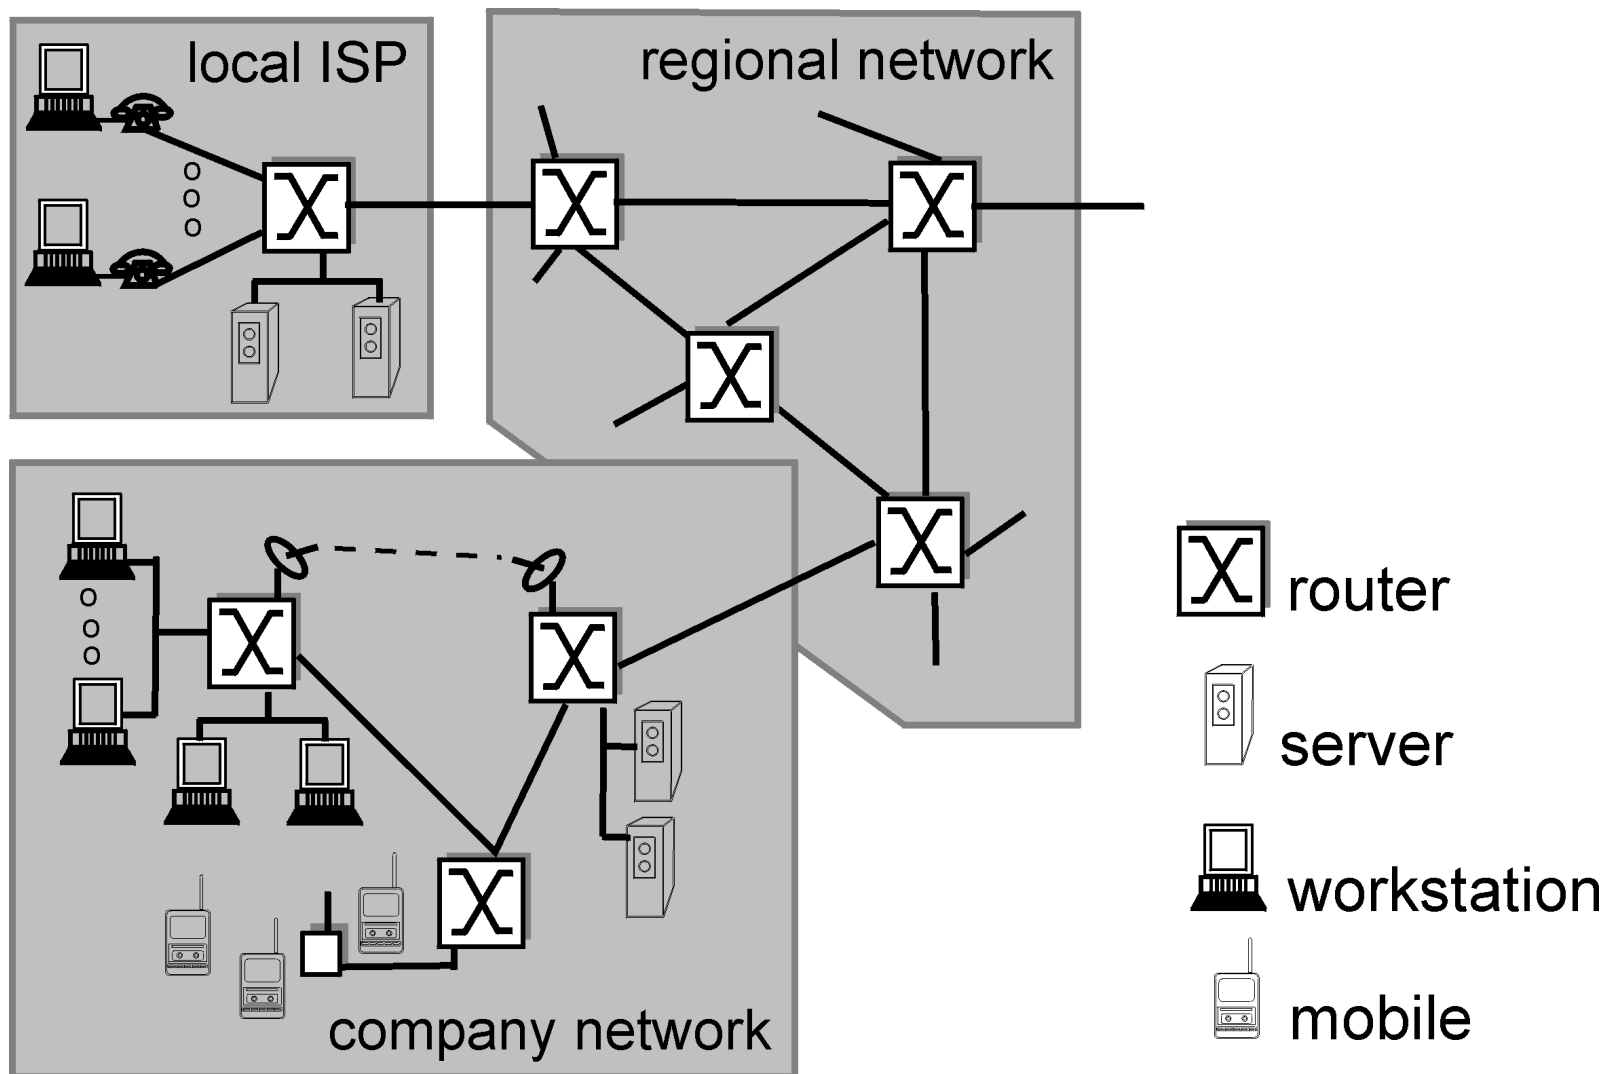 local ISP
regional network
router
server
workstation
mobile
company network